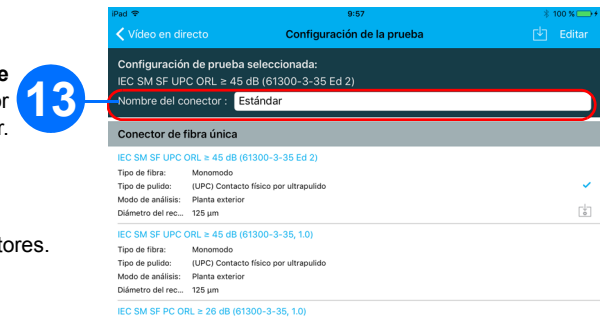 iPad 9:57 100 %
Vídeo en directo Configuración de la prueba Editar
Configuración de prueba seleccionada:
IEC SM SF UPC ORL ≥ 45 dB (61300-3-35 Ed 2)
13
Nombre del conector : Estándar
Conector de fibra única
IEC SM SF UPC ORL ≥ 45 dB (61300-3-35 Ed 2)
Tipo de fibra: Monomodo
Tipo de pulido: (UPC) Contacto físico por ultrapulido
Modo de análisis: Planta exterior
Diámetro del rec... 125 µm
tores.
IEC SM SF UPC ORL ≥ 45 dB (61300-3-35, 1.0)
Tipo de fibra: Monomodo
Tipo de pulido: (UPC) Contacto físico por ultrapulido
Modo de análisis: Planta exterior
Diámetro del rec... 125 µm
IEC SM SF PC ORL ≥ 26 dB (61300-3-35, 1.0)